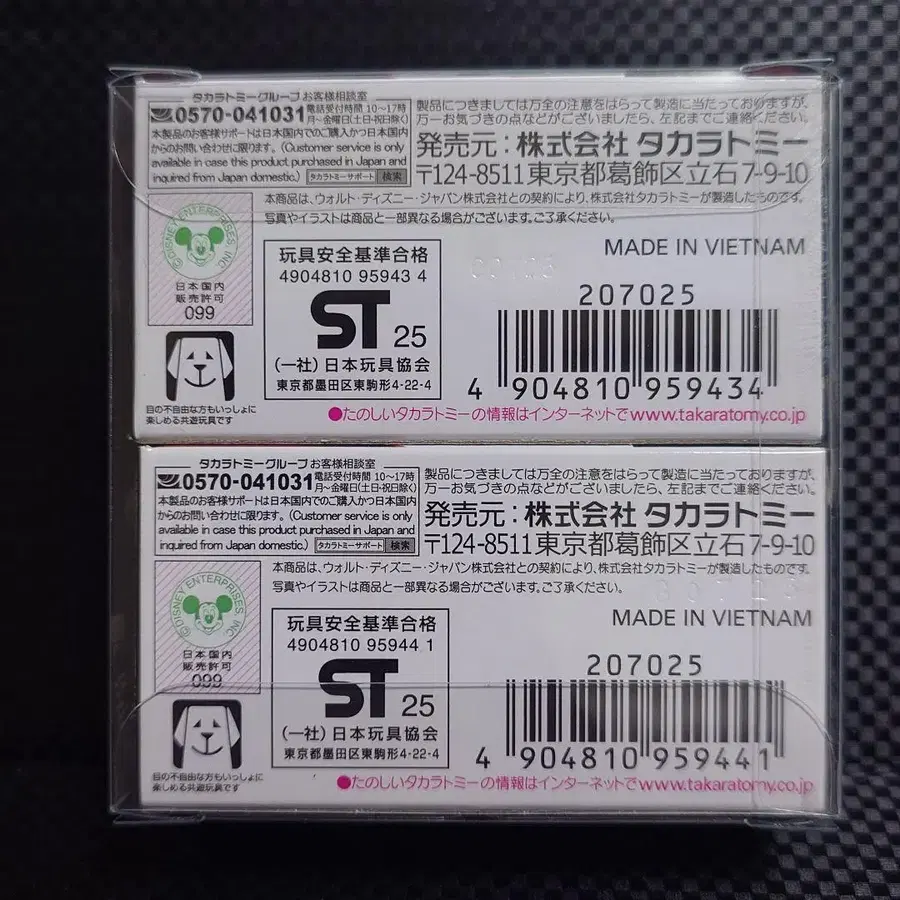 タカラトミーグループお客様相談室
0570-041031 電話受付時間 10~17時
月~金曜日(土・日・祝日除く)
本製品のお客様サポートは日本国内でのご購入かつ日本国内
からのお問い合わせに限ります。(Customer service is only
available in case this product purchased in Japan and
inquired from Japan domestic.) タカラトミーサポート 検索
製品につきましては万全の注意をはらって製造に当たっておりますが、
万一お気づきの点などがございましたら、左記までご連絡ください。
発売元:株式会社 タカラトミー
〒124-8511 東京都葛飾区立石 7-9-10
本商品は、ウォルト・ディズニー・ジャパン株式会社との契約により、株式会社タカラトミーが製造したものです。
写真やイラストは商品と一部異なる場合がございます。ご了承ください。
©DISNEY ENTERPRISES, INC
日本国内
販売許可
099
目の不自由な方もいっしょに
楽しめる共遊玩具です
玩具安全基準合格
4904810 95943 4
ST 25
(一社)日本玩具協会
東京都墨田区東駒形4-22-4
MADE IN VIETNAM
207025
4 904810 959434
●たのしいタカラトミーの情報はインターネットで www.takaratomy.co.jp
タカラトミーグループお客様相談室
0570-041031 電話受付時間 10~17時
月~金曜日(土・日・祝日除く)
本製品のお客様サポートは日本国内でのご購入かつ日本国内
からのお問い合わせに限ります。(Customer service is only
available in case this product purchased in Japan and
inquired from Japan domestic.) タカラトミーサポート 検索
製品につきましては万全の注意をはらって製造に当たっておりますが、
万一お気づきの点などがございましたら、左記までご連絡ください。
発売元:株式会社 タカラトミー
〒124-8511 東京都葛飾区立石 7-9-10
本商品は、ウォルト・ディズニー・ジャパン株式会社との契約により、株式会社タカラトミーが製造したものです。
写真やイラストは商品と一部異なる場合がございます。ご了承ください。
©DISNEY ENTERPRISES, INC
日本国内
販売許可
099
目の不自由な方もいっしょに
楽しめる共遊玩具です
玩具安全基準合格
4904810 95944 1
ST 25
(一社)日本玩具協会
東京都墨田区東駒形4-22-4
MADE IN VIETNAM
207025
4 904810 959441
●たのしいタカラトミーの情報はインターネットで www.takaratomy.co.jp